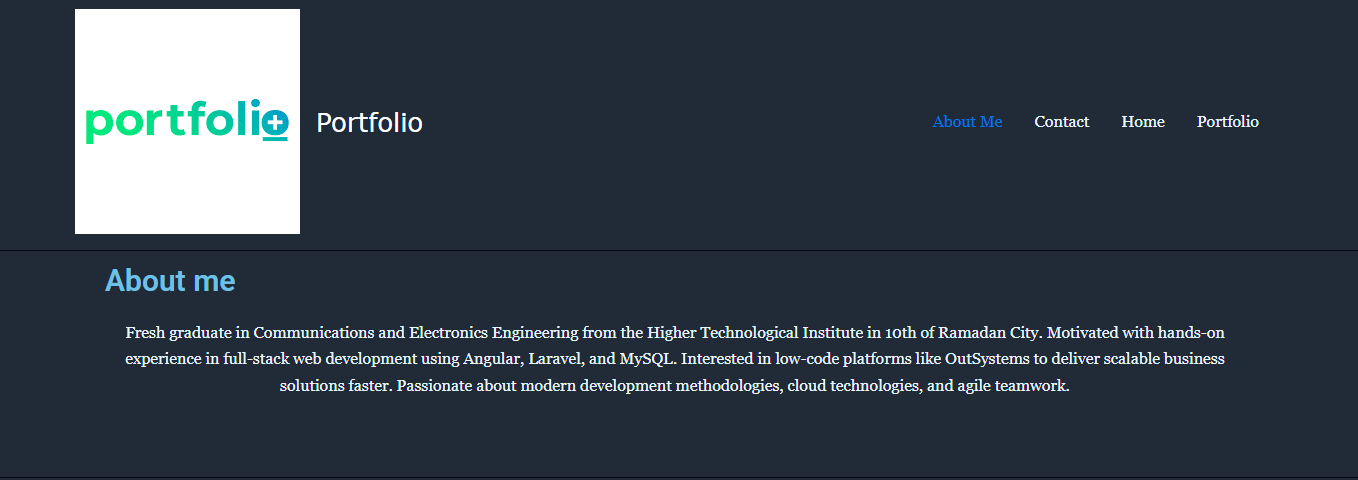 portfolio
Portfolio
About Me Contact Home Portfolio
About me
Fresh graduate in Communications and Electronics Engineering from the Higher Technological Institute in 10th of Ramadan City. Motivated with hands-on
experience in full-stack web development using Angular, Laravel, and MySQL. Interested in low-code platforms like OutSystems to deliver scalable business
solutions faster. Passionate about modern development methodologies, cloud technologies, and agile teamwork.